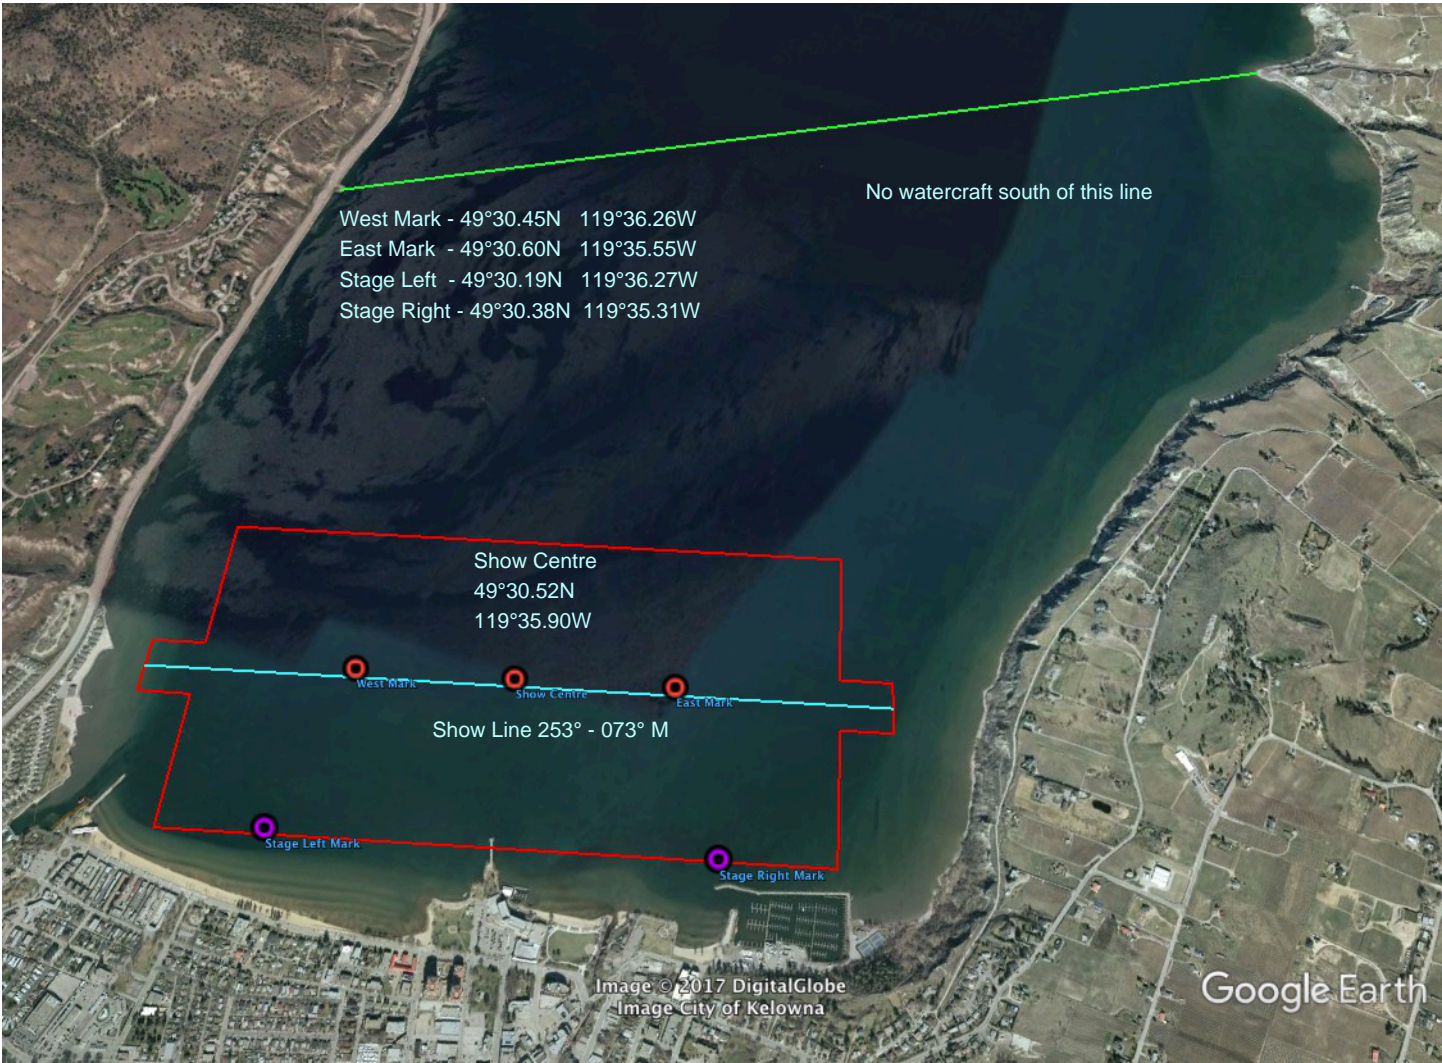 No watercraft south of this line
West Mark - 49°30.45N 119°36.26W
East Mark - 49°30.60N 119°35.55W
Stage Left - 49°30.19N 119°36.27W
Stage Right - 49°30.38N 119°35.31W
Show Centre
49°30.52N
119°35.90W
West Mark
Show Centre
East Mark
Show Line 253° - 073° M
Stage Left Mark
Stage Right Mark
Image © 2017 DigitalGlobe
Image City of Kelowna
Google Earth